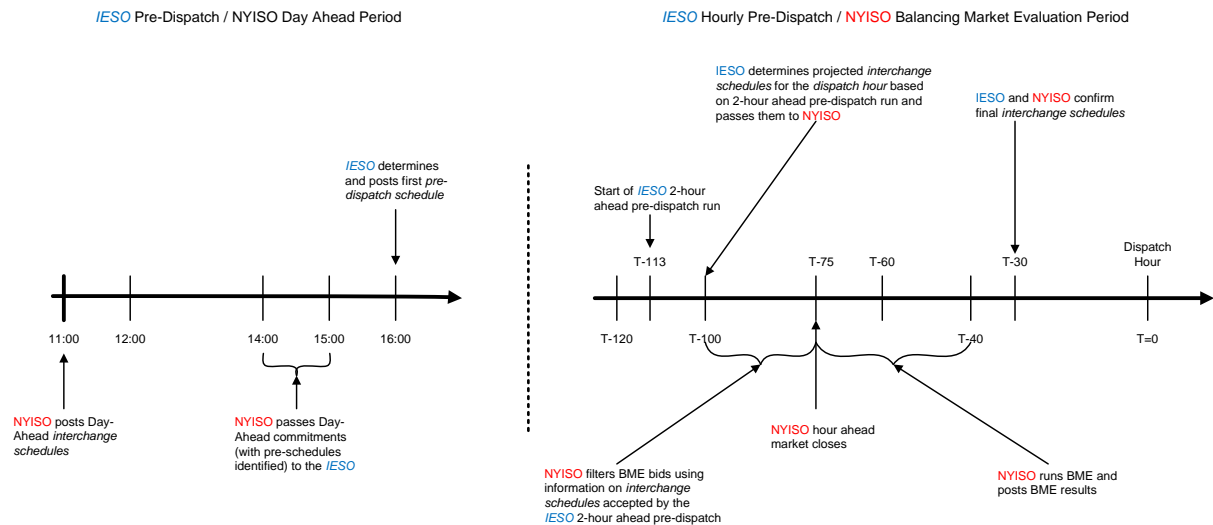 IESO Pre-Dispatch / NYISO Day Ahead Period
IESO determines
and posts first pre-
dispatch schedule
11:00
12:00
14:00
15:00
16:00
NYISO posts Day-
Ahead interchange
schedules
NYISO passes Day-
Ahead commitments
(with pre-schedules
identified) to the IESO
IESO Hourly Pre-Dispatch / NYISO Balancing Market Evaluation Period
IESO determines projected interchange
schedules for the dispatch hour based
on 2-hour ahead pre-dispatch run and
passes them to NYISO
IESO and NYISO confirm
final interchange schedules
Start of IESO 2-hour
ahead pre-dispatch run
T-113
T-75
T-60
T-30
Dispatch
Hour
T-120
T-100
T-40
T=0
NYISO hour ahead
market closes
NYISO filters BME bids using
information on interchange
schedules accepted by the
IESO 2-hour ahead pre-dispatch
NYISO runs BME and
posts BME results